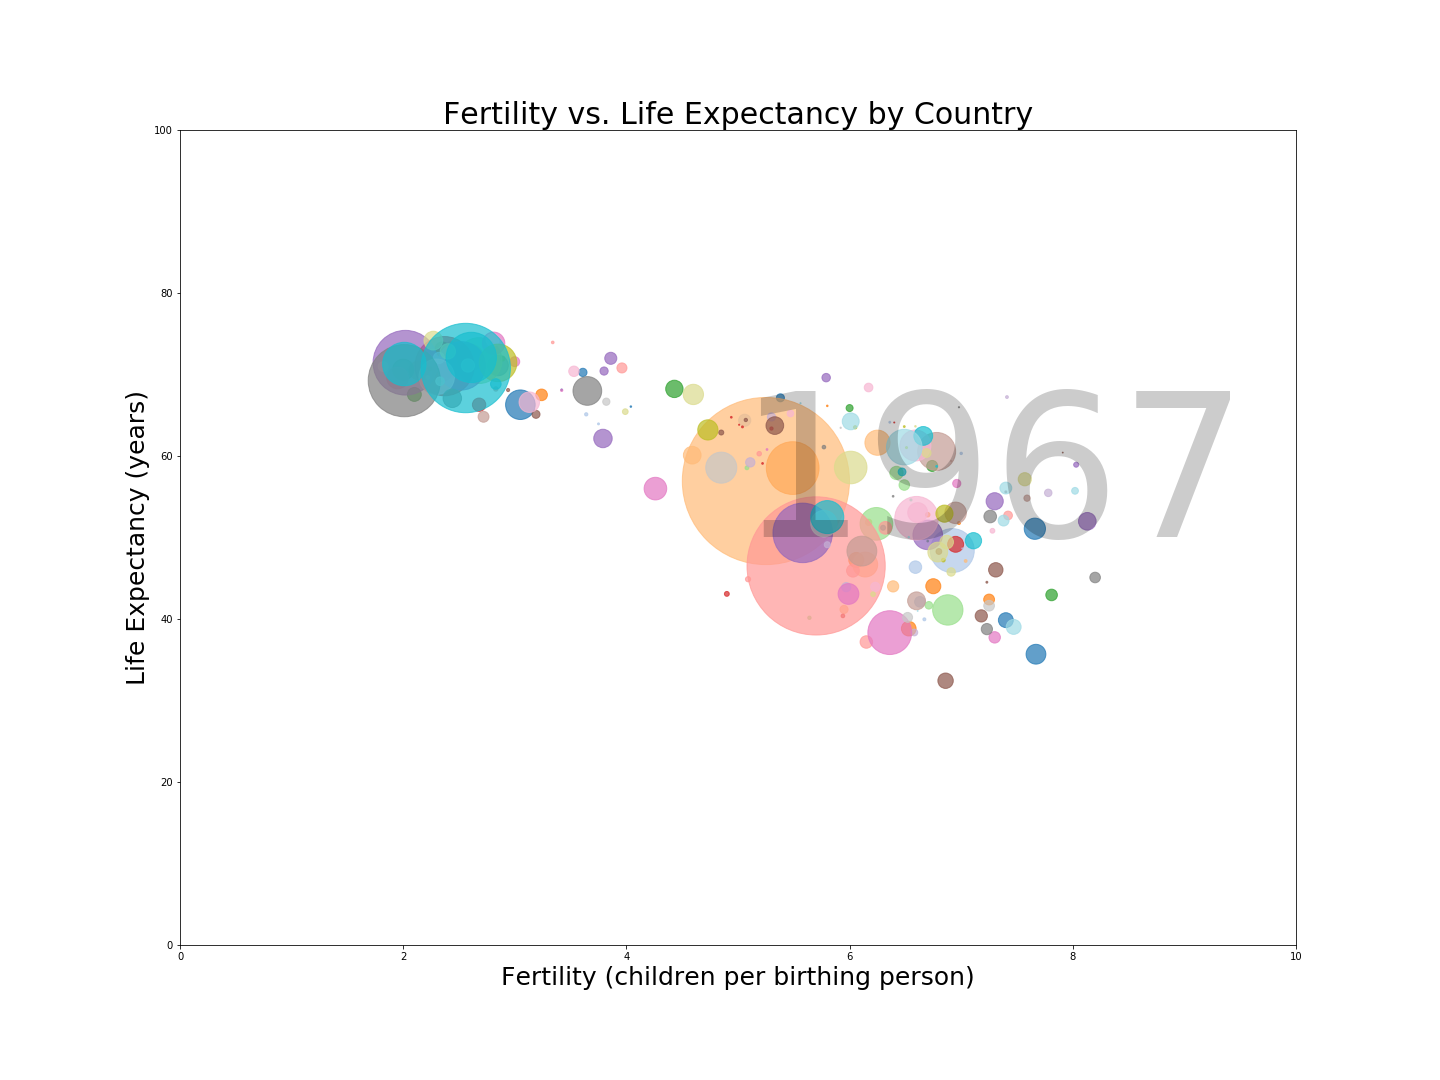 Fertility vs. Life Expectancy by Country
100
80
60
40
20
0
Life Expectancy (years)
1967
0 2 4 6 8 10
Fertility (children per birthing person)